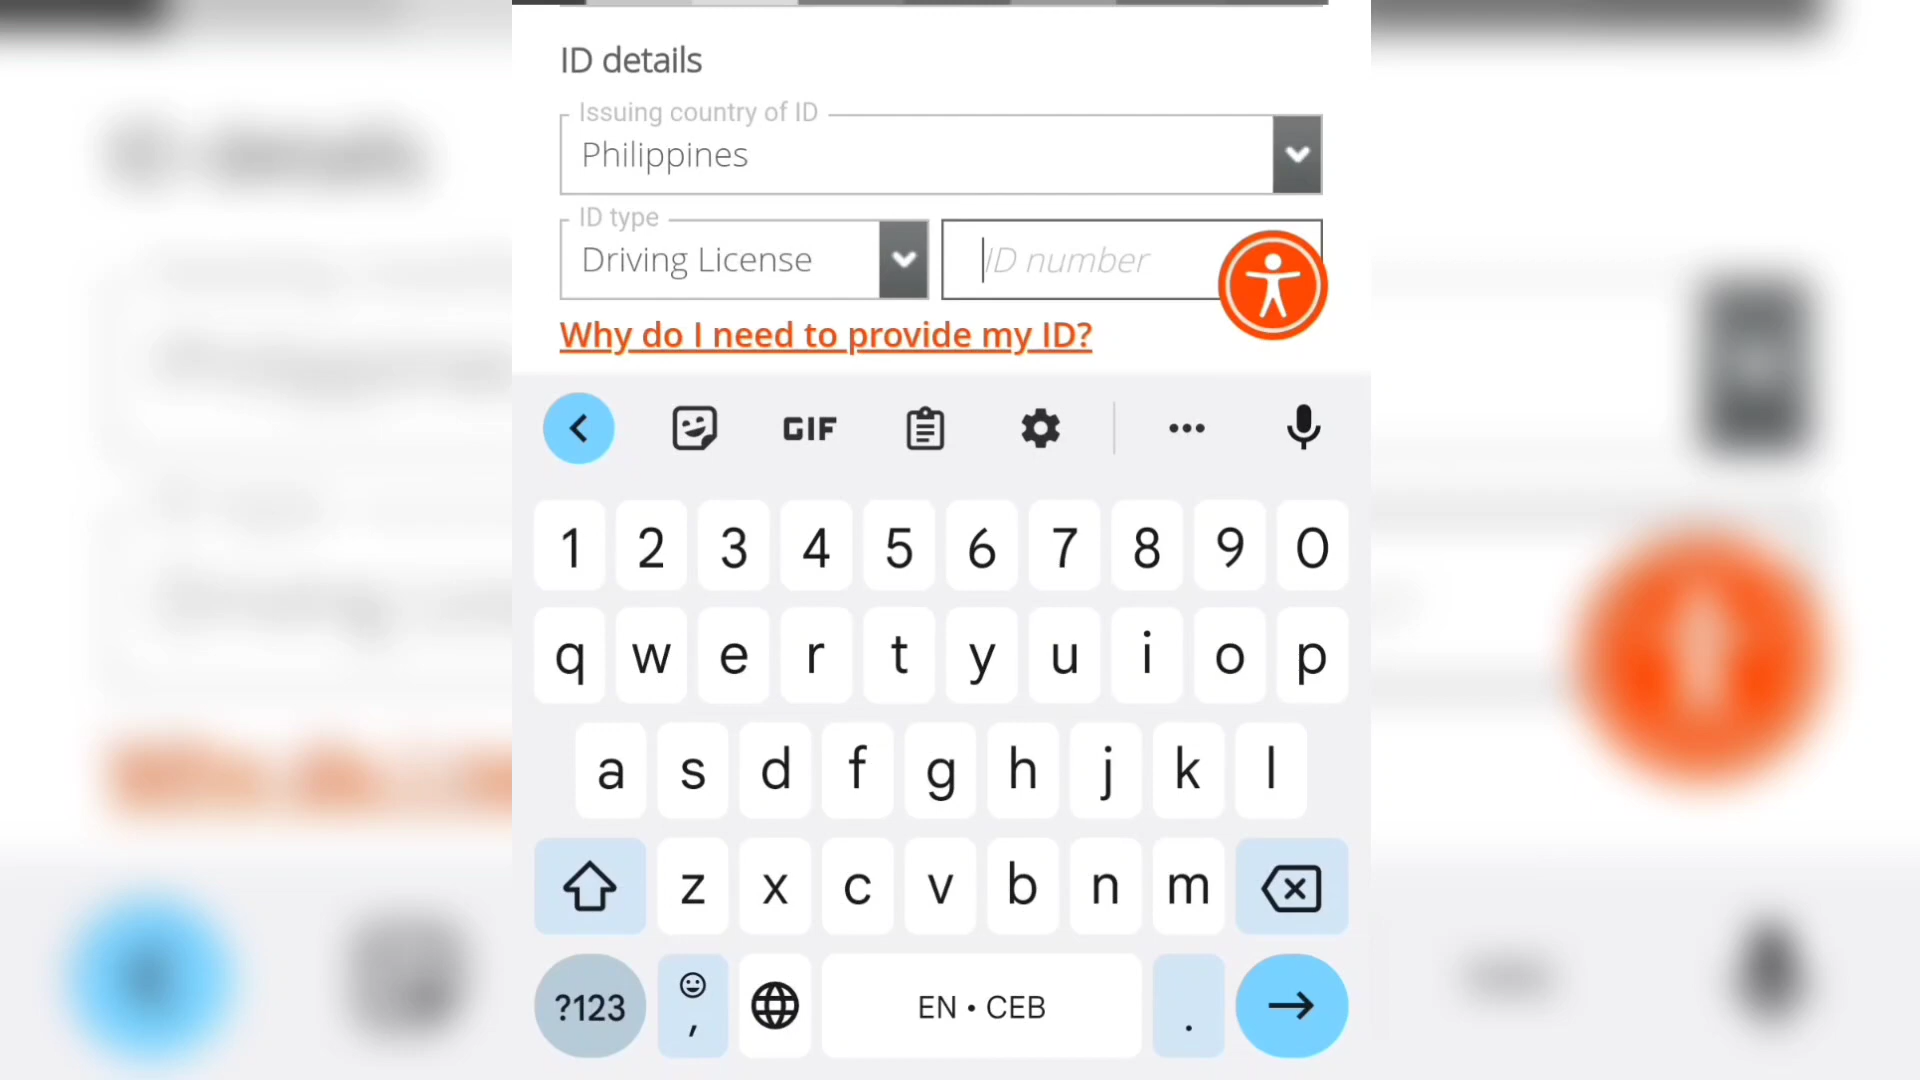 ID details
Issuing country of ID
Philippines
ID type
Driving License
ID number
Why do I need to provide my ID?
GIF
1 2 3 4 5 6 7 8 9 0
q w e r t y u i o p
a s d f g h j k l
z x c v b n m
?123 , EN • CEB .